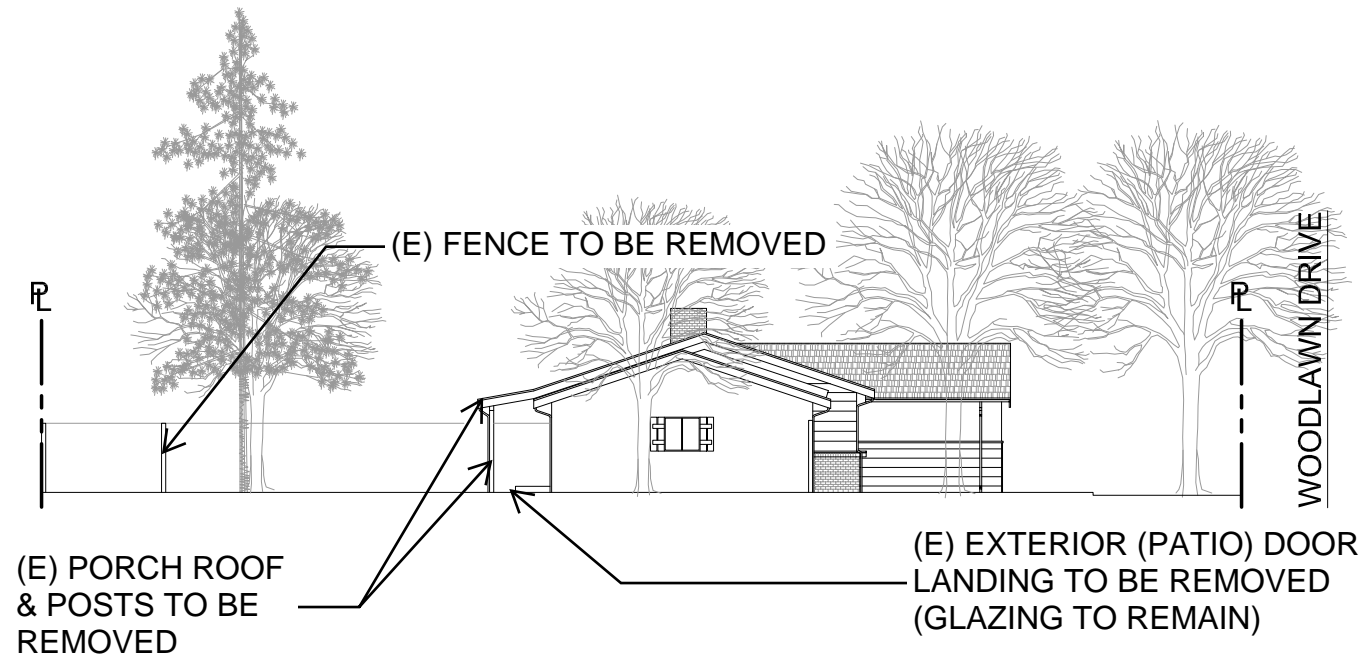 (E) FENCE TO BE REMOVED
PL
PL
WOODLAWN DRIVE
(E) PORCH ROOF
& POSTS TO BE
REMOVED
(E) EXTERIOR (PATIO) DOOR
LANDING TO BE REMOVED
(GLAZING TO REMAIN)